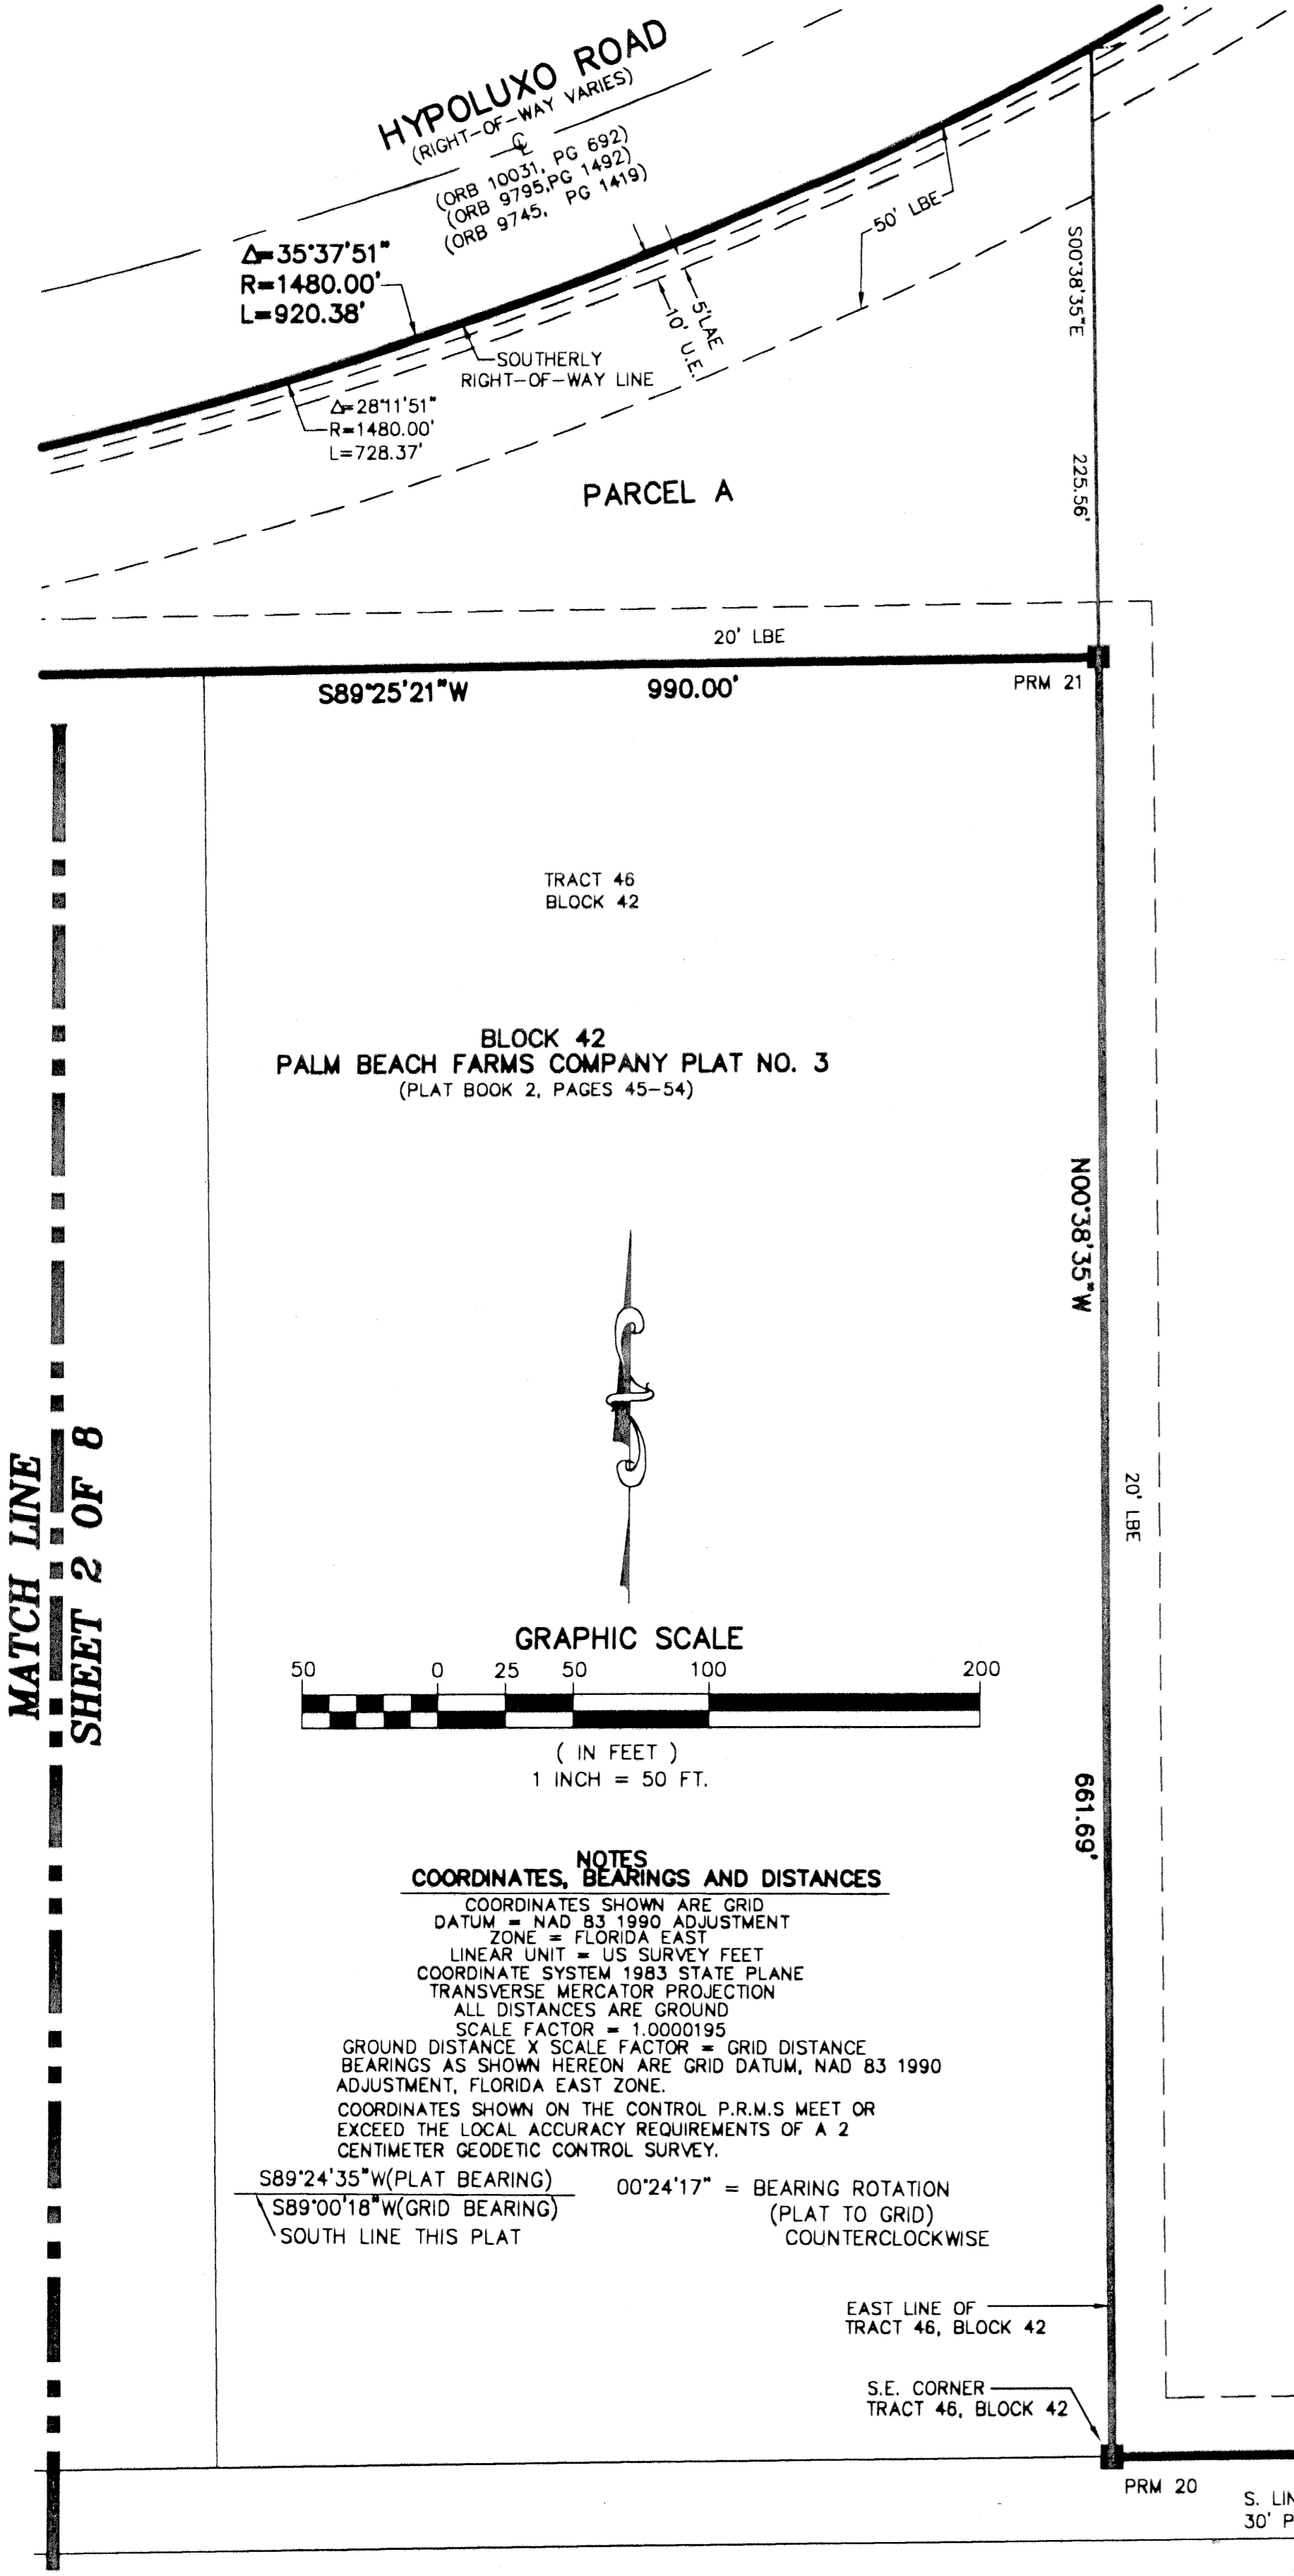 HYPOLUXO ROAD
(RIGHT-OF-WAY VARIES)
℄
(ORB 10031, PG 692)
(ORB 9795,PG 1492)
(ORB 9745, PG 1419)
Δ=35°37'51"
R=1480.00'
L=920.38'
50' LBE
S00°38'35"E
5'LAE
10' U.E.
SOUTHERLY
RIGHT-OF-WAY LINE
Δ=28°11'51"
R=1480.00'
L=728.37'
225.56'
PARCEL A
20' LBE
S89°25'21"W 990.00'
PRM 21
TRACT 46
BLOCK 42
BLOCK 42
PALM BEACH FARMS COMPANY PLAT NO. 3
(PLAT BOOK 2, PAGES 45-54)
N00°38'35"W
MATCH LINE
SHEET 2 OF 8
20' LBE
GRAPHIC SCALE
50 0 25 50 100 200
( IN FEET )
1 INCH = 50 FT.
661.69'
NOTES
COORDINATES, BEARINGS AND DISTANCES
COORDINATES SHOWN ARE GRID
DATUM = NAD 83 1990 ADJUSTMENT
ZONE = FLORIDA EAST
LINEAR UNIT = US SURVEY FEET
COORDINATE SYSTEM 1983 STATE PLANE
TRANSVERSE MERCATOR PROJECTION
ALL DISTANCES ARE GROUND
SCALE FACTOR = 1.0000195
GROUND DISTANCE X SCALE FACTOR = GRID DISTANCE
BEARINGS AS SHOWN HEREON ARE GRID DATUM, NAD 83 1990
ADJUSTMENT, FLORIDA EAST ZONE.
COORDINATES SHOWN ON THE CONTROL P.R.M.S MEET OR
EXCEED THE LOCAL ACCURACY REQUIREMENTS OF A 2
CENTIMETER GEODETIC CONTROL SURVEY.
S89°24'35"W(PLAT BEARING)
S89°00'18"W(GRID BEARING)
SOUTH LINE THIS PLAT
00°24'17" = BEARING ROTATION
(PLAT TO GRID)
COUNTERCLOCKWISE
EAST LINE OF
TRACT 46, BLOCK 42
S.E. CORNER
TRACT 46, BLOCK 42
PRM 20
S. LIN
30' P